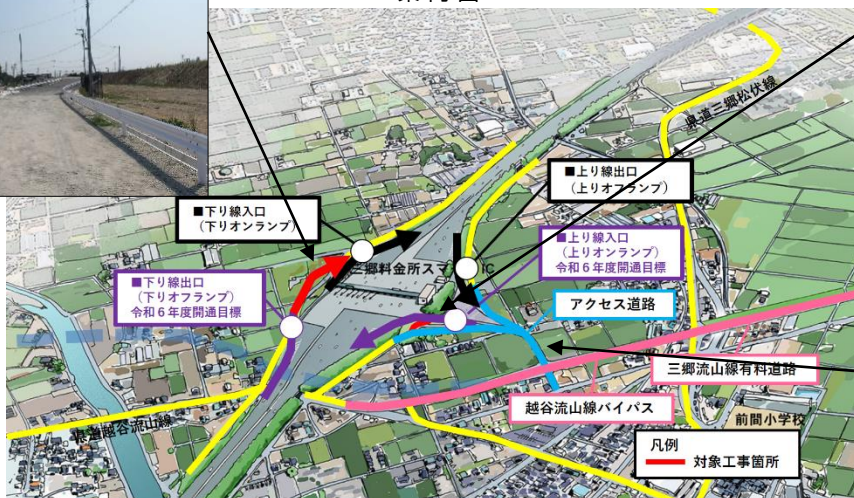 県道三郷松伏線
■上り線出口
(上りオフランプ)
■下り線入口
(下りオンランプ)
■上り線入口
(上りオンランプ)
令和6年度開通目標
三郷料金所スマ
IC
■下り線出口
(下りオフランプ)
令和6年度開通目標
アクセス道路
三郷流山線有料道路
越谷流山線バイパス
前間小学校
県道越谷流山線
凡例
対象工事箇所